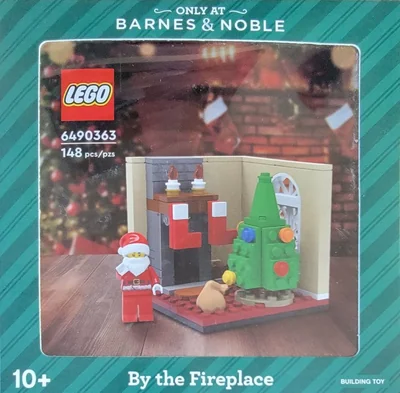 ONLY AT
BARNES & NOBLE
LEGO
6490363
148 pcs/pzs
10+
By the Fireplace
BUILDING TOY